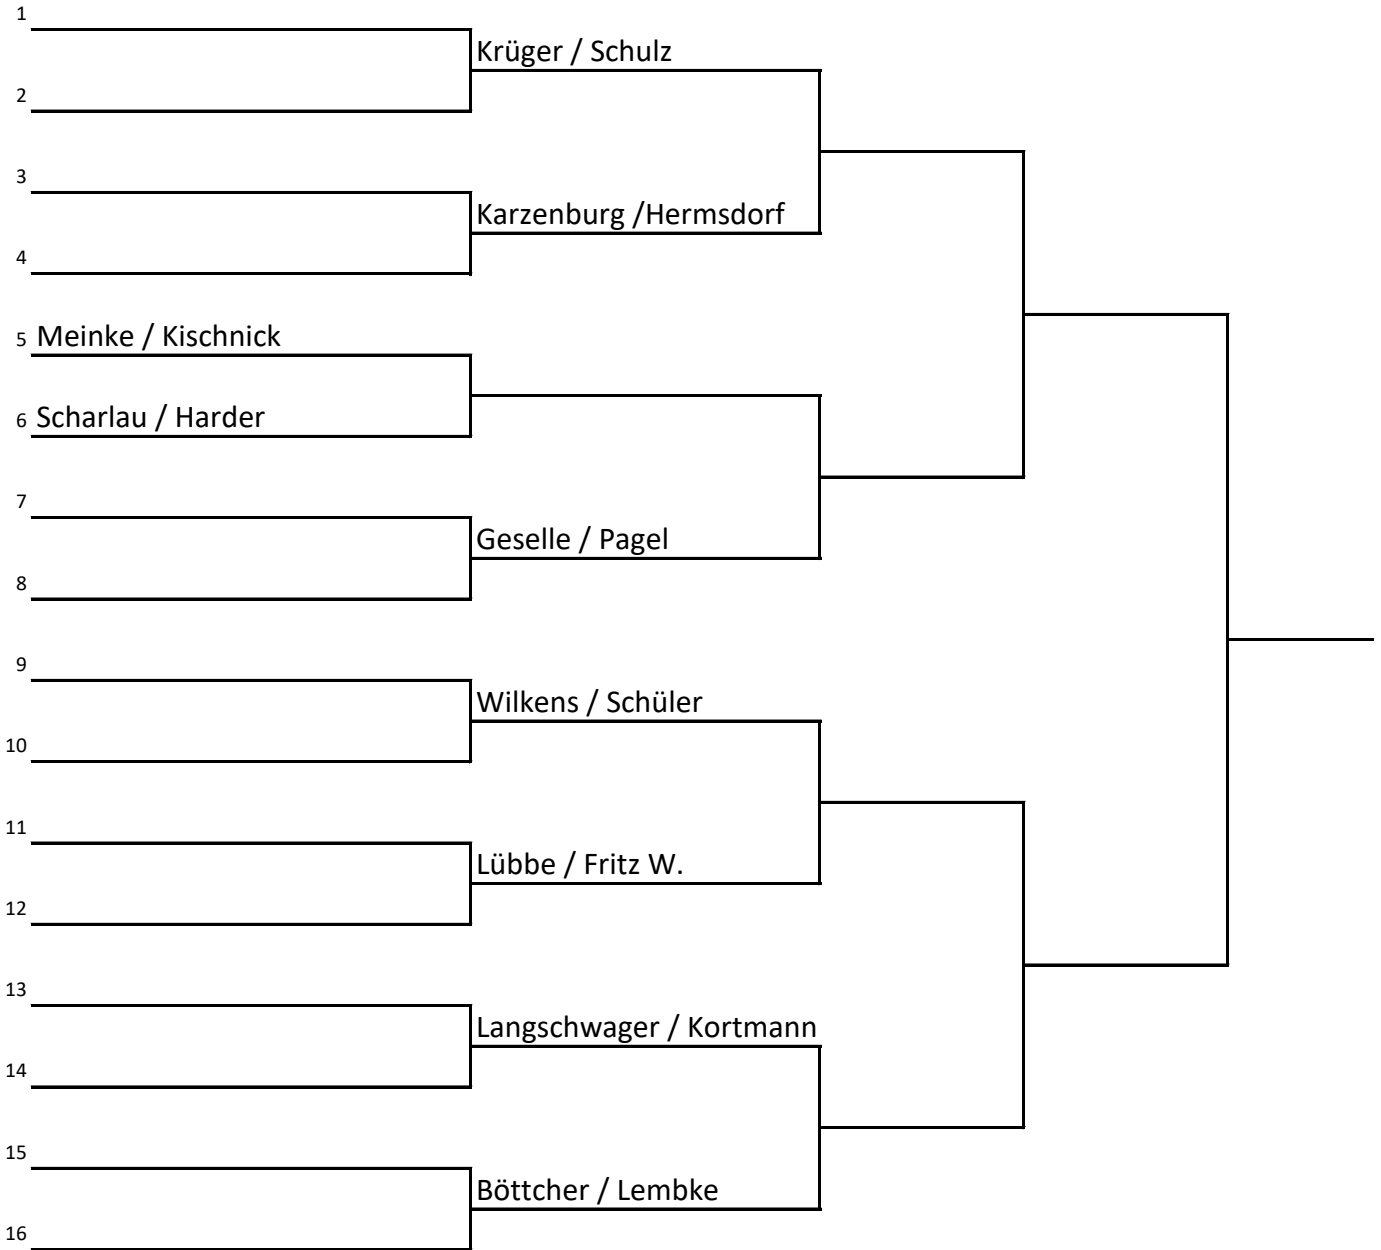 1
Krüger / Schulz
2
3
Karzenburg /Hermsdorf
4
5 Meinke / Kischnick
6 Scharlau / Harder
7
Geselle / Pagel
8
9
Wilkens / Schüler
10
11
Lübbe / Fritz W.
12
13
Langschwager / Kortmann
14
15
Böttcher / Lembke
16